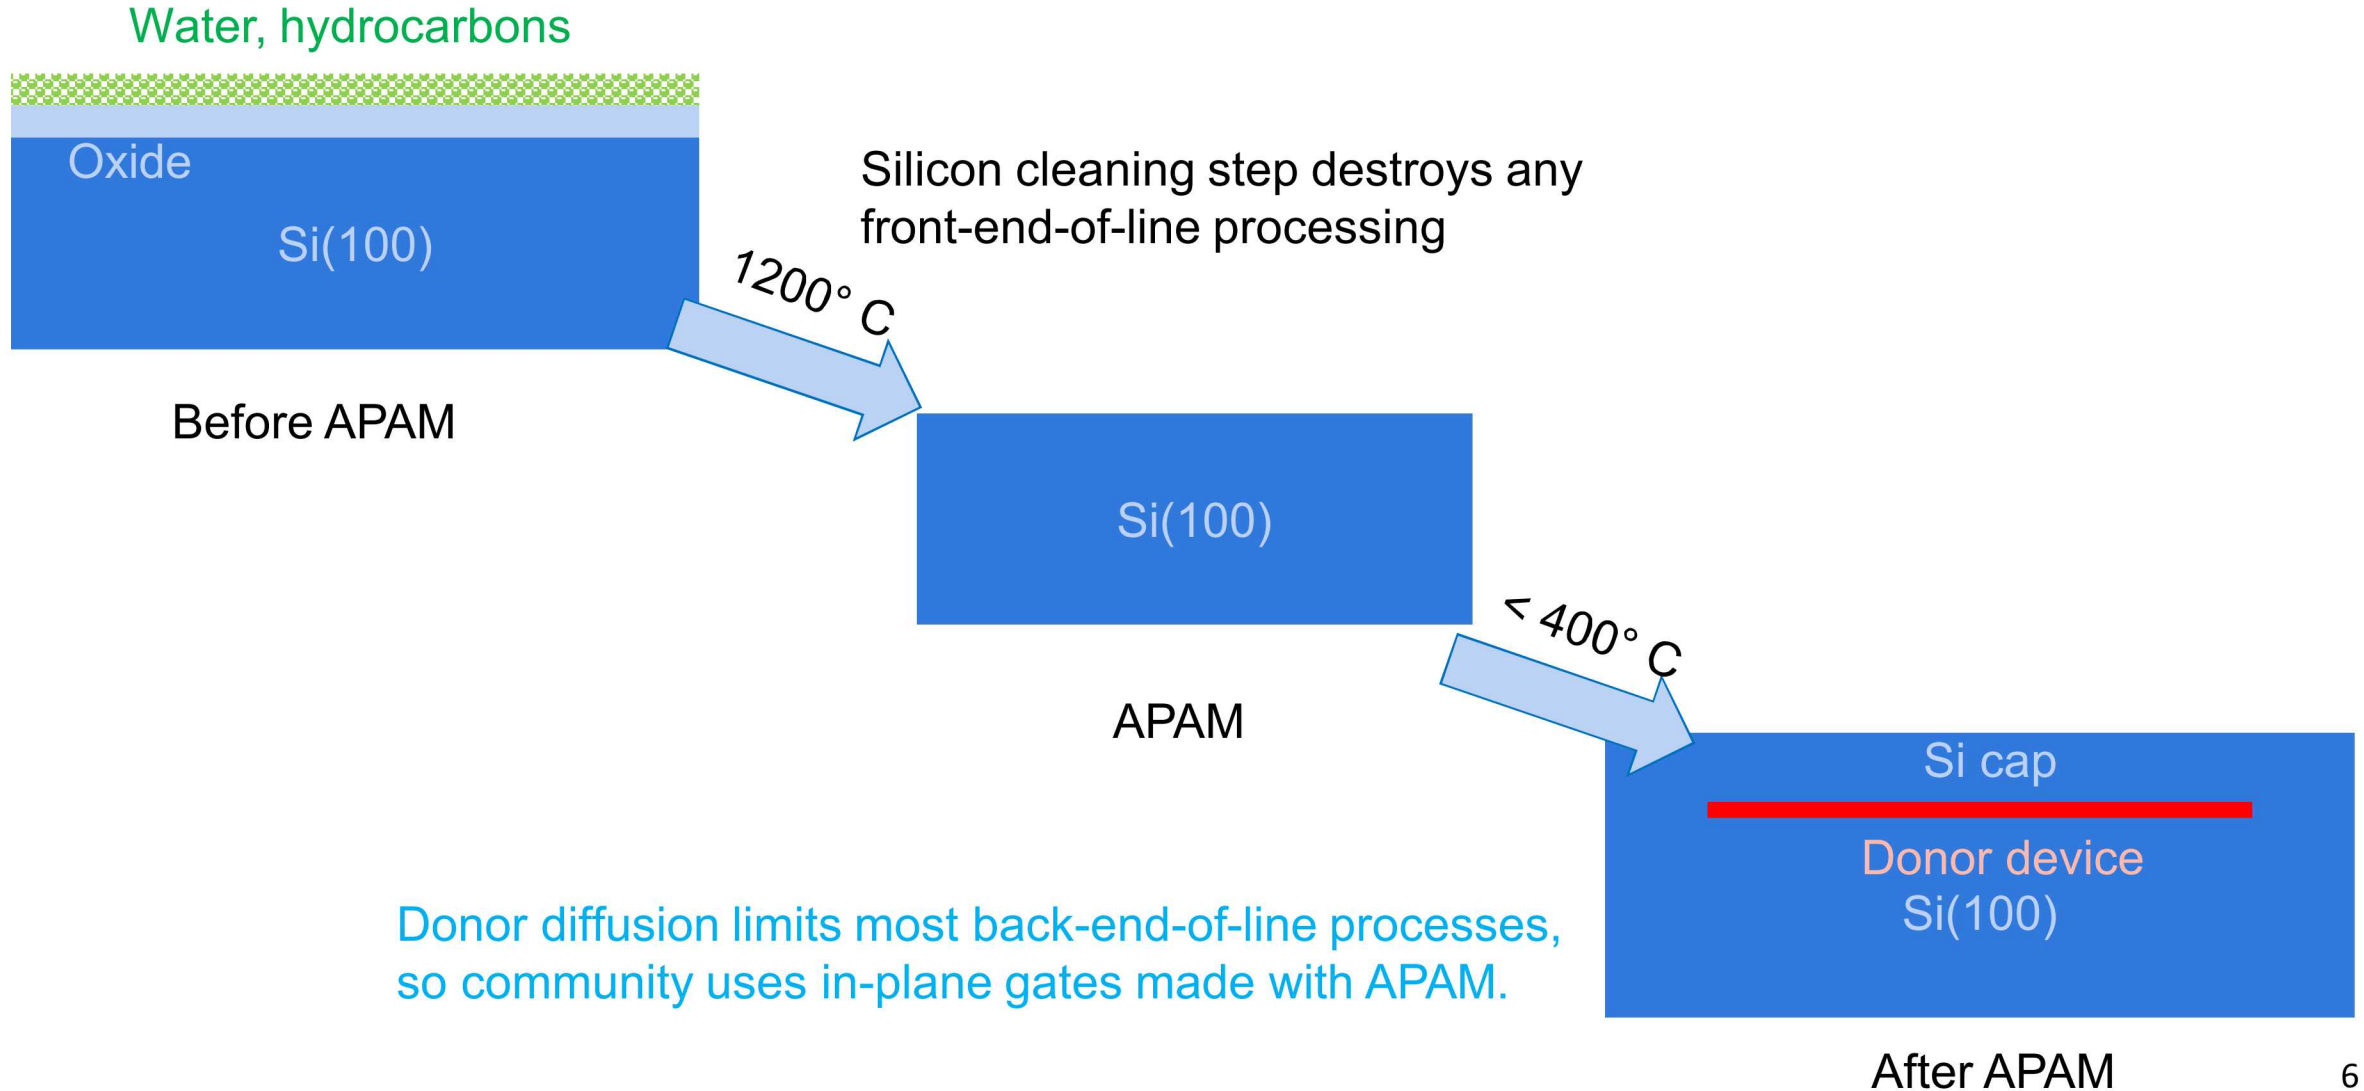 Water, hydrocarbons
Oxide
Si(100)
Before APAM
1200° C
Silicon cleaning step destroys any
front-end-of-line processing
Si(100)
APAM
< 400° C
Si cap
Donor device
Si(100)
After APAM
Donor diffusion limits most back-end-of-line processes,
so community uses in-plane gates made with APAM.
6